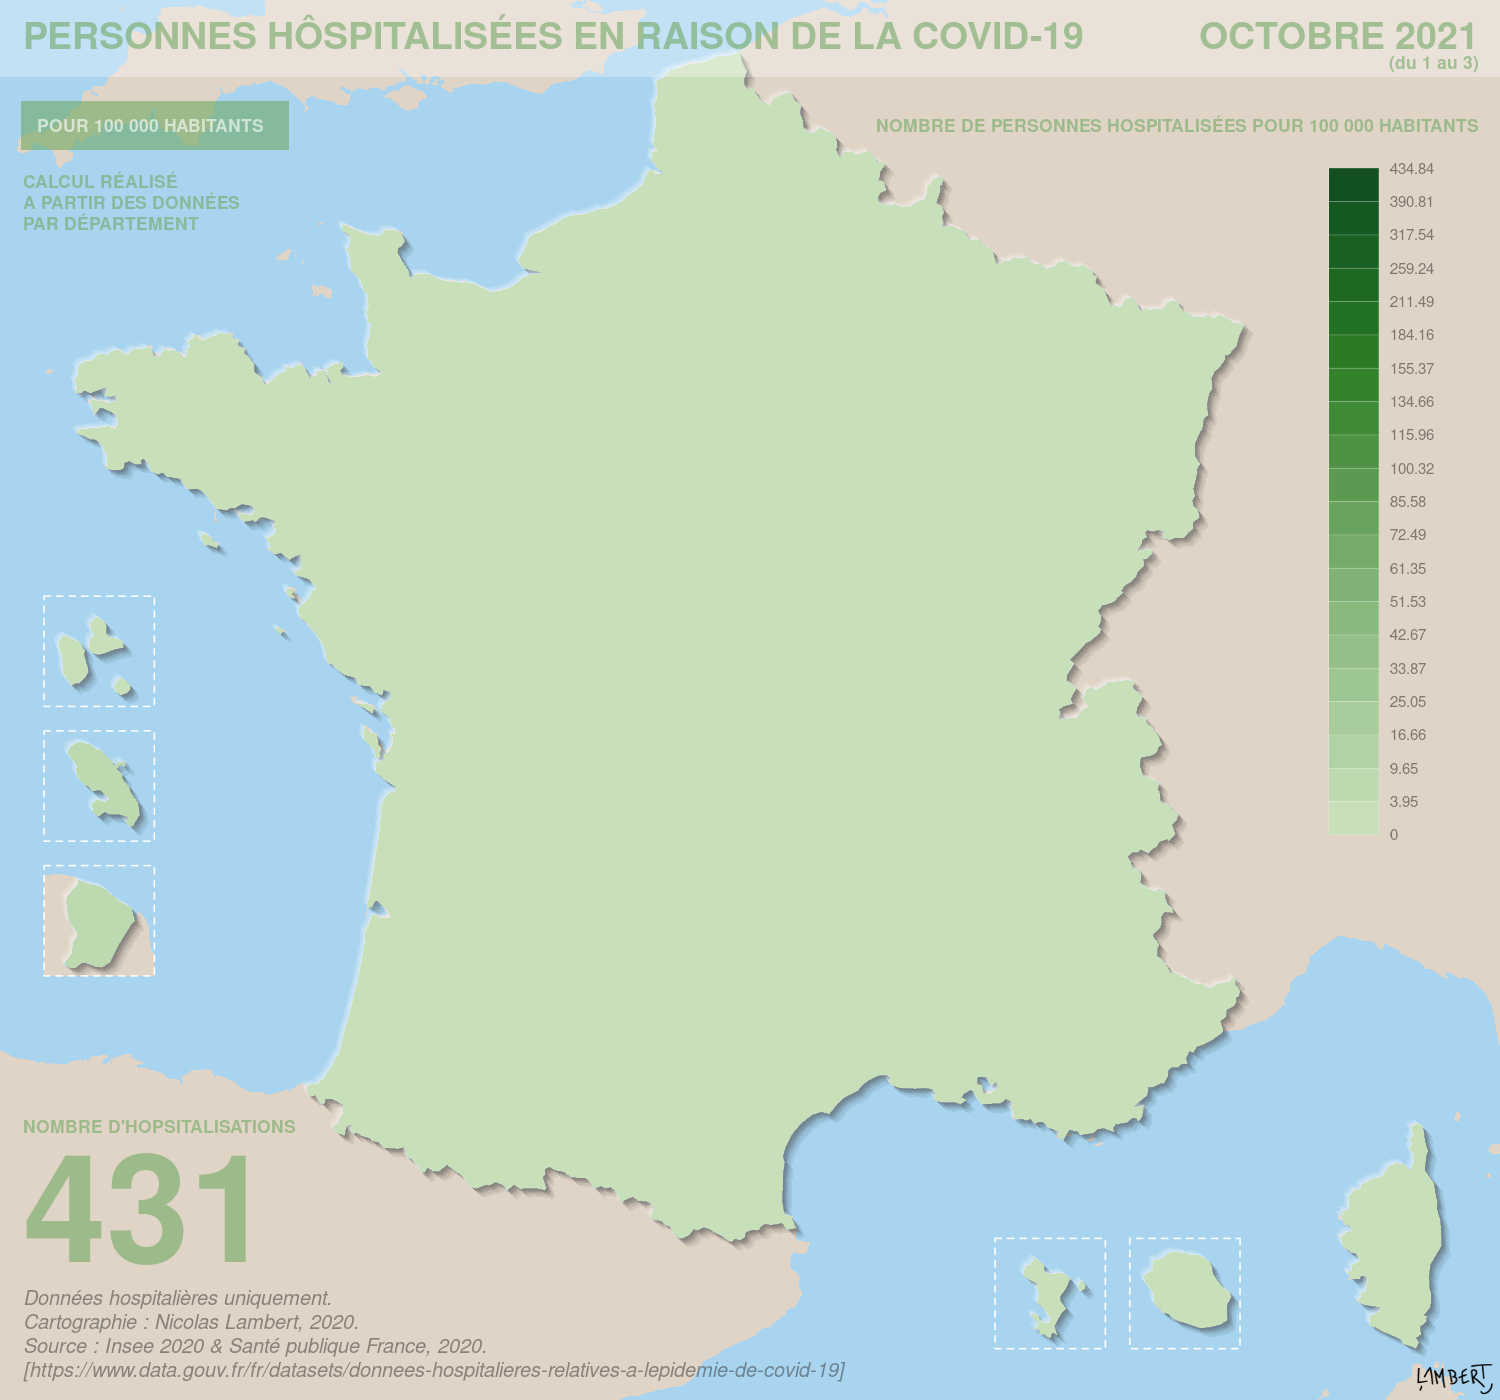 PERSONNES HÔSPITALISÉES EN RAISON DE LA COVID-19
OCTOBRE 2021
(du 1 au 3)
POUR 100 000 HABITANTS
CALCUL RÉALISÉ
A PARTIR DES DONNÉES
PAR DÉPARTEMENT
NOMBRE DE PERSONNES HOSPITALISÉES POUR 100 000 HABITANTS
434.84
390.81
317.54
259.24
211.49
184.16
155.37
134.66
115.96
100.32
85.58
72.49
61.35
51.53
42.67
33.87
25.05
16.66
9.65
3.95
0
NOMBRE D'HOPSITALISATIONS
431
Données hospitalières uniquement.
Cartographie : Nicolas Lambert, 2020.
Source : Insee 2020 & Santé publique France, 2020.
[https://www.data.gouv.fr/fr/datasets/donnees-hospitalieres-relatives-a-lepidemie-de-covid-19]
LAMBERT